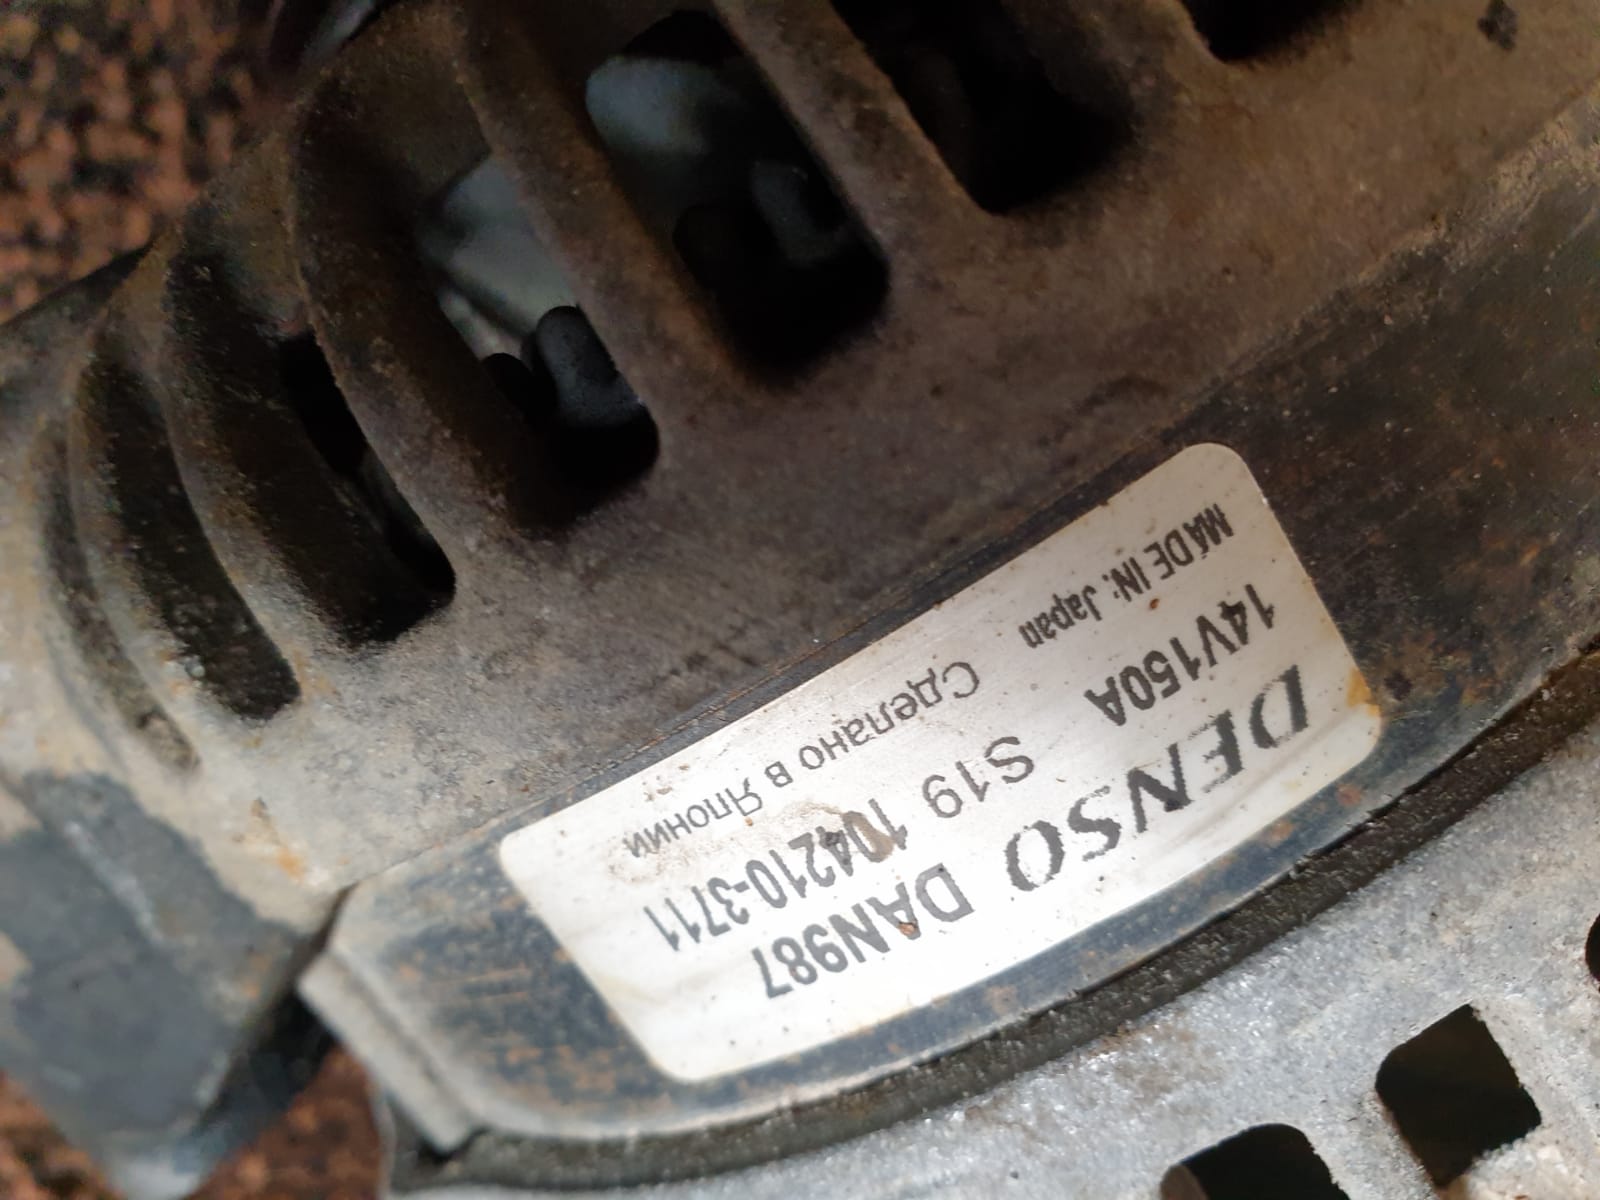 DENSO DAN987
14V150A S19 104210-3711
MADE IN: Japan Сделано в Японии